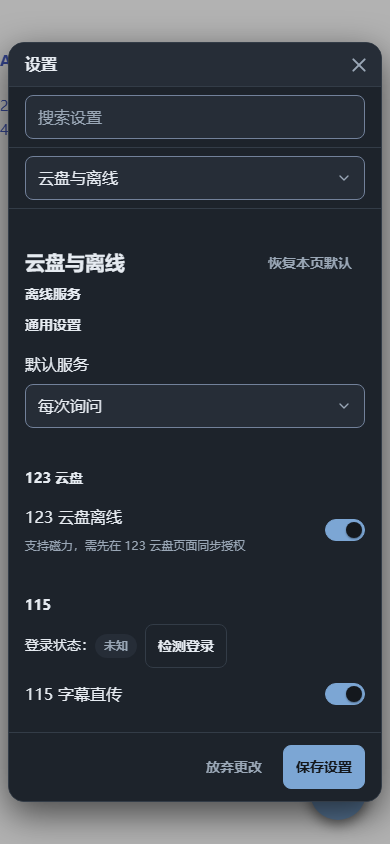 设置
搜索设置
云盘与离线
云盘与离线
恢复本页默认
离线服务
通用设置
默认服务
每次询问
123 云盘
123 云盘离线
支持磁力，需先在 123 云盘页面同步授权
115
登录状态： 未知 检测登录
115 字幕直传
放弃更改 保存设置